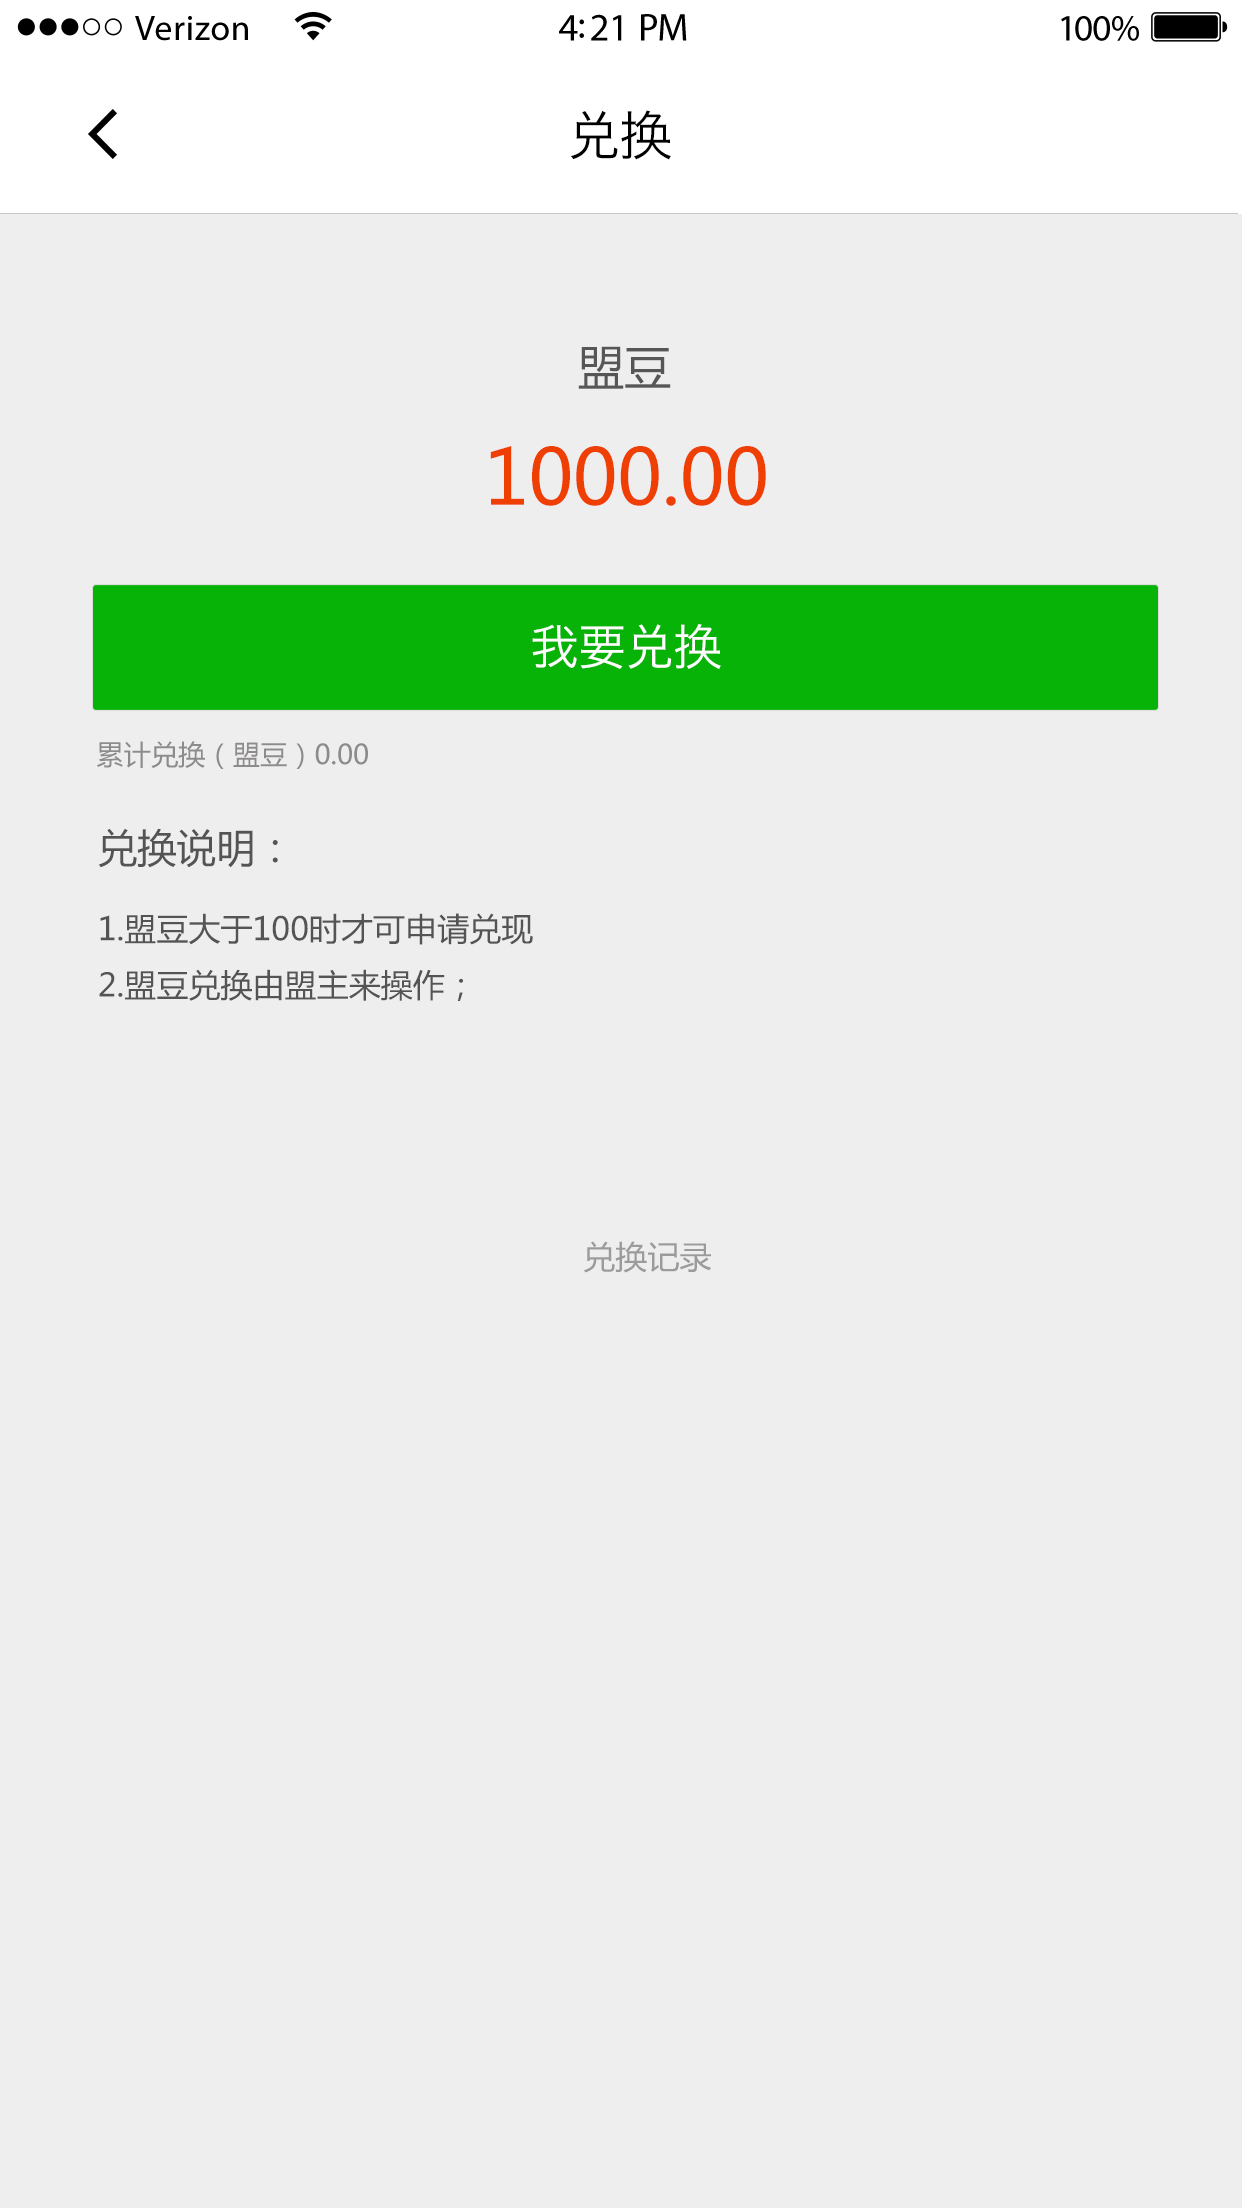 Verizon 4:21 PM 100%
兑换
盟豆
1000.00
我要兑换
累计兑换（盟豆）0.00
兑换说明：
1.盟豆大于100时才可申请兑现
2.盟豆兑换由盟主来操作；
兑换记录